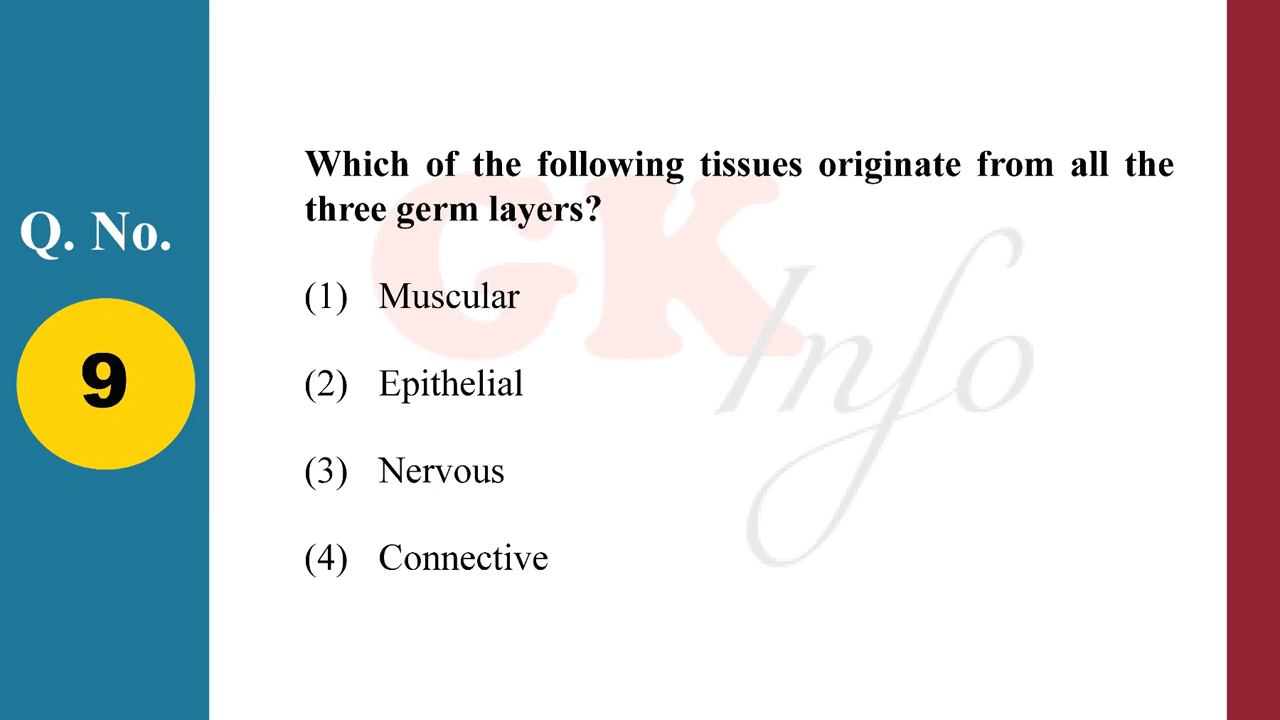 Q. No.
9
Which of the following tissues originate from all the
three germ layers?
(1) Muscular
(2) Epithelial
(3) Nervous
(4) Connective
GK
Info